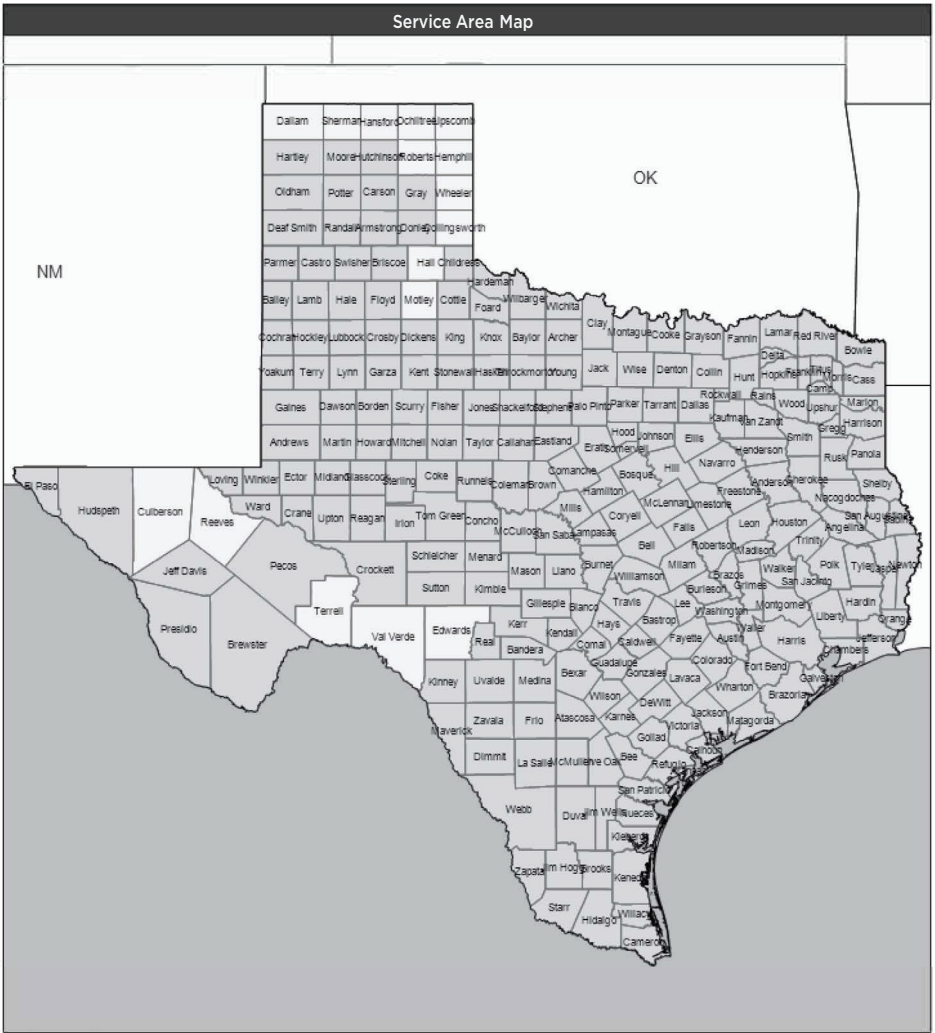 Service Area Map
OK
NM
Dallam Sherman Hansford Ochiltree Lipscomb
Hartley Moore Hutchinson Roberts Hemphill
Oldham Potter Carson Gray Wheeler
Deaf Smith Randall Armstrong Donley Collingsworth
Parmer Castro Swisher Briscoe Hall Childress
Hardeman
Bailey Lamb Hale Floyd Motley Cottle Foard Wilbarger Wichita
Clay Montague Cooke Grayson Fannin Lamar Red River Bowie
Cochran Hockley Lubbock Crosby Dickens King Knox Baylor Archer
Delta
Yoakum Terry Lynn Garza Kent Stonewall Haskell Throckmorton Young Jack Wise Denton Collin Hunt Hopkins Franklin Titus Morris Cass
Camp
Gaines Dawson Borden Scurry Fisher Jones Shackelford Stephens Palo Pinto Parker Tarrant Dallas Rockwall Rains Wood Upshur Marion
Kaufman Van Zandt Gregg Harrison
Andrews Martin Howard Mitchell Nolan Taylor Callahan Eastland Erath Hood Somervell Johnson Ellis Henderson Smith Rusk Panola
El Paso Hudspeth Culberson Reeves Loving Winkler Ector Midland Glasscock Sterling Coke Runnels Coleman Brown Comanche Hamilton Bosque Hill Navarro Freestone Anderson Cherokee Shelby
Nacogdoches
Ward Crane Upton Reagan Irion Tom Green Concho McCulloch San Saba Mills Lampasas Coryell McLennan Limestone Falls Leon Houston Angelina San Augustine Sabine
Trinity
Jeff Davis Pecos Crockett Schleicher Menard Mason Llano Burnet Bell Milam Robertson Madison Walker Polk Tyler Jasper Newton
Brazos Grimes San Jacinto
Sutton Kimble Williamson Burleson
Terrell Gillespie Blanco Travis Lee Washington Montgomery Liberty Hardin Orange
Presidio Brewster Val Verde Edwards Real Kerr Kendall Hays Bastrop Austin Waller Harris Jefferson
Bandera Comal Caldwell Fayette Chambers
Kinney Uvalde Medina Bexar Guadalupe Gonzales Lavaca Colorado Fort Bend Galveston
Wilson Wharton Brazoria
Maverick Zavala Frio Atascosa Karnes DeWitt Victoria Jackson Matagorda
Goliad
Dimmit La Salle McMullen Live Oak Bee Refugio Calhoun
San Patricio
Webb Duval Jim Wells Nueces
Kleberg
Zapata Jim Hogg Brooks Kenedy
Starr Hidalgo Willacy
Cameron